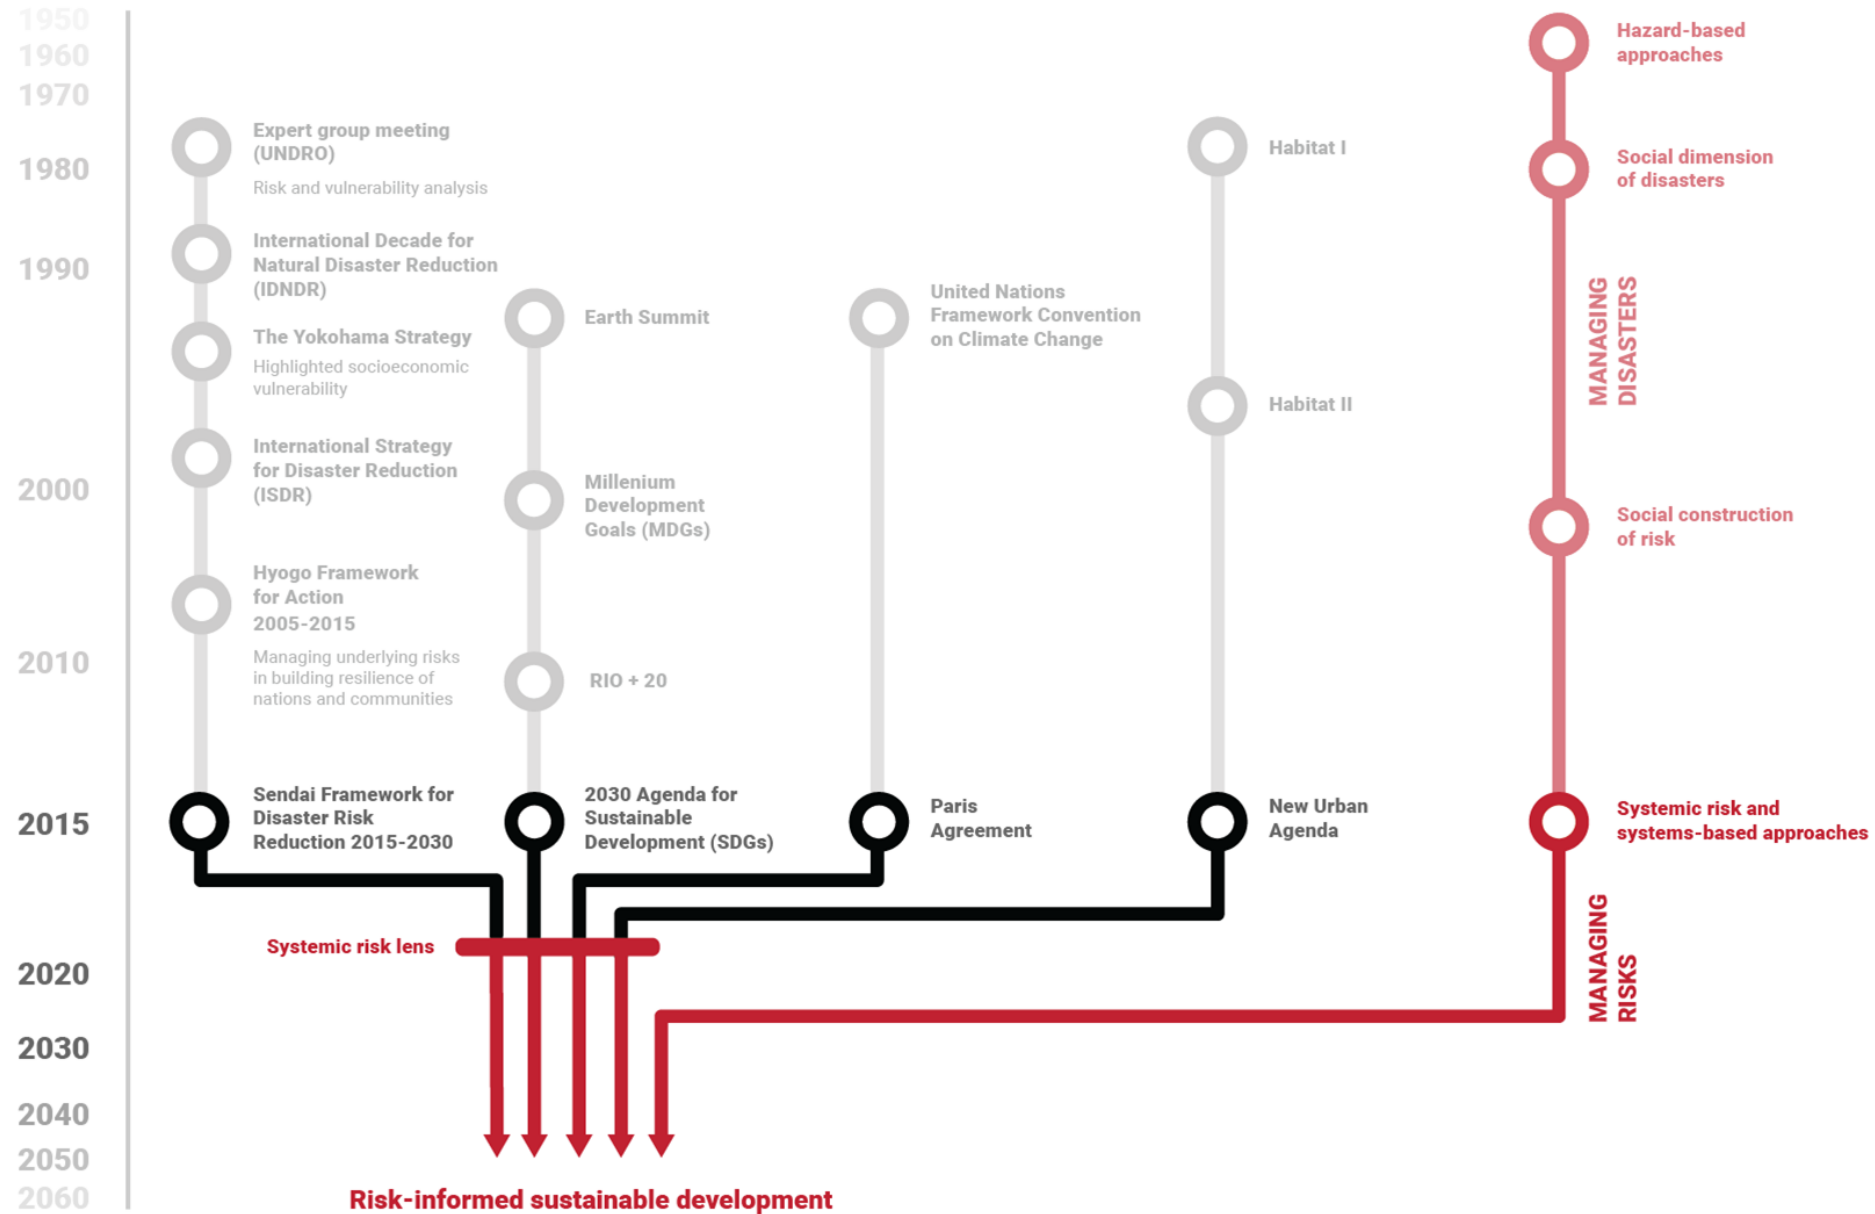 1950
1960
1970
1980
1990
2000
2010
2015
2020
2030
2040
2050
2060
Expert group meeting
(UNDRO)
Risk and vulnerability analysis
International Decade for
Natural Disaster Reduction
(IDNDR)
The Yokohama Strategy
Highlighted socioeconomic
vulnerability
International Strategy
for Disaster Reduction
(ISDR)
Hyogo Framework
for Action
2005-2015
Managing underlying risks
in building resilience of
nations and communities
Sendai Framework for
Disaster Risk
Reduction 2015-2030
Earth Summit
Millenium
Development
Goals (MDGs)
RIO + 20
2030 Agenda for
Sustainable
Development (SDGs)
United Nations
Framework Convention
on Climate Change
Paris
Agreement
Habitat I
Habitat II
New Urban
Agenda
Hazard-based
approaches
Social dimension
of disasters
MANAGING
DISASTERS
Social construction
of risk
Systemic risk and
systems-based approaches
MANAGING
RISKS
Systemic risk lens
Risk-informed sustainable development